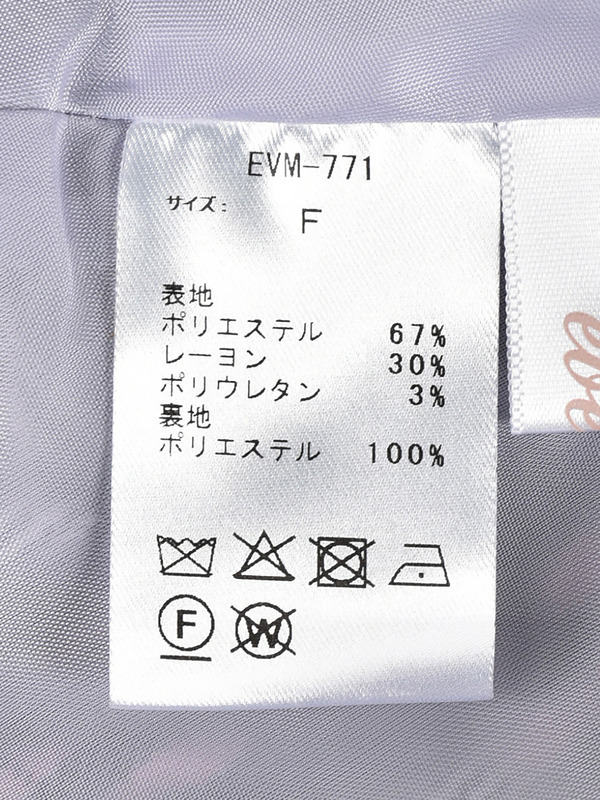 EVM-771
サイズ:
F
表地
ポリエステル 67%
レーヨン 30%
ポリウレタン 3%
裏地
ポリエステル 100%
F
W